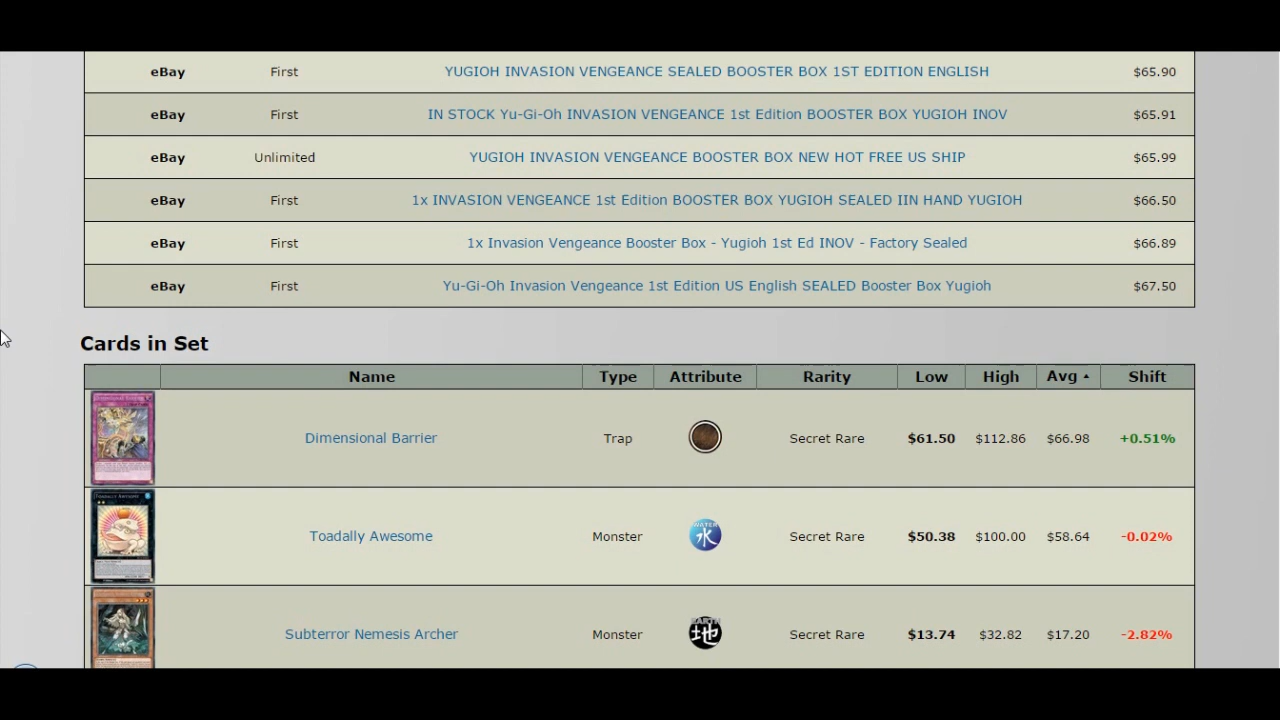 eBay First YUGIOH INVASION VENGEANCE SEALED BOOSTER BOX 1ST EDITION ENGLISH $65.90
eBay First IN STOCK Yu-Gi-Oh INVASION VENGEANCE 1st Edition BOOSTER BOX YUGIOH INOV $65.91
eBay Unlimited YUGIOH INVASION VENGEANCE BOOSTER BOX NEW HOT FREE US SHIP $65.99
eBay First 1x INVASION VENGEANCE 1st Edition BOOSTER BOX YUGIOH SEALED IIN HAND YUGIOH $66.50
eBay First 1x Invasion Vengeance Booster Box - Yugioh 1st Ed INOV - Factory Sealed $66.89
eBay First Yu-Gi-Oh Invasion Vengeance 1st Edition US English SEALED Booster Box Yugioh $67.50
Cards in Set
Name Type Attribute Rarity Low High Avg Shift
Dimensional Barrier Trap Secret Rare $61.50 $112.86 $66.98 +0.51%
TOADALLY AWESOME
Toadally Awesome Monster WATER 水 Secret Rare $50.38 $100.00 $58.64 -0.02%
Subterror Nemesis Archer Monster EARTH 地 Secret Rare $13.74 $32.82 $17.20 -2.82%